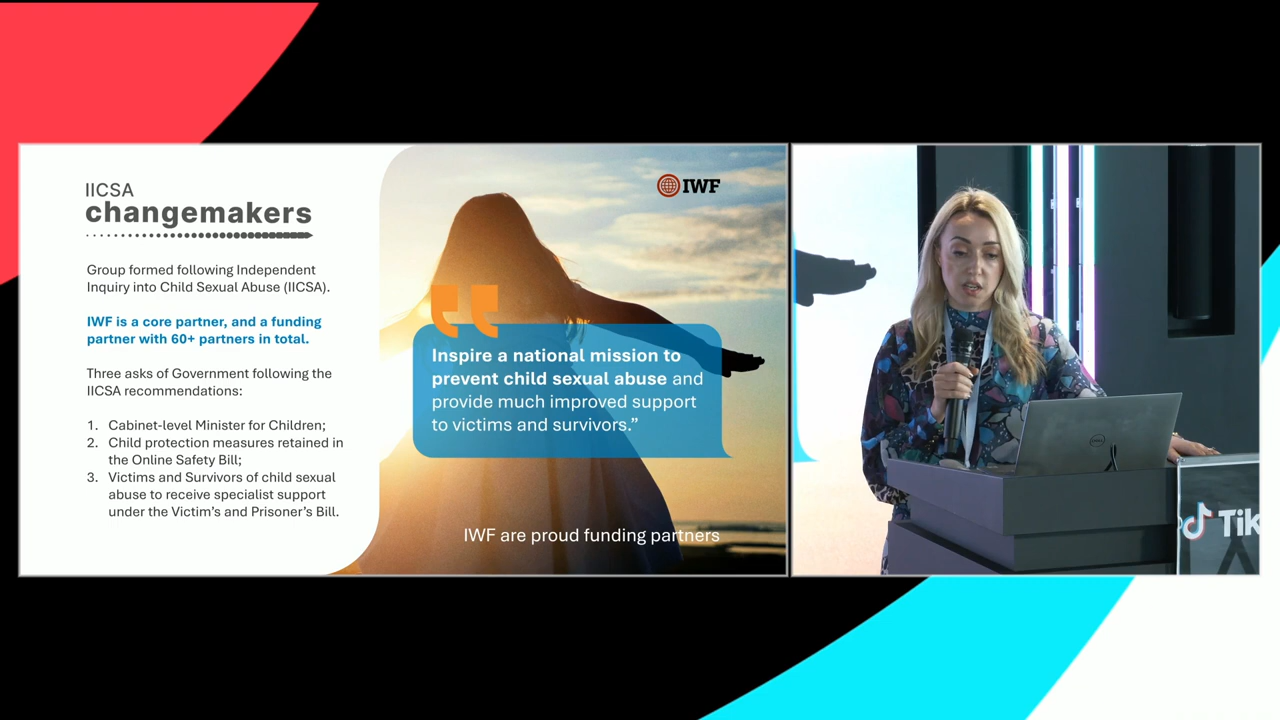 IICSA
changemakers
Group formed following Independent
Inquiry into Child Sexual Abuse (IICSA).
IWF is a core partner, and a funding
partner with 60+ partners in total.
Three asks of Government following the
IICSA recommendations:
1. Cabinet-level Minister for Children;
2. Child protection measures retained in
the Online Safety Bill;
3. Victims and Survivors of child sexual
abuse to receive specialist support
under the Victim's and Prisoner's Bill.
IWF
Inspire a national mission to
prevent child sexual abuse and
provide much improved support
to victims and survivors.”
IWF are proud funding partners
DELL
Tik